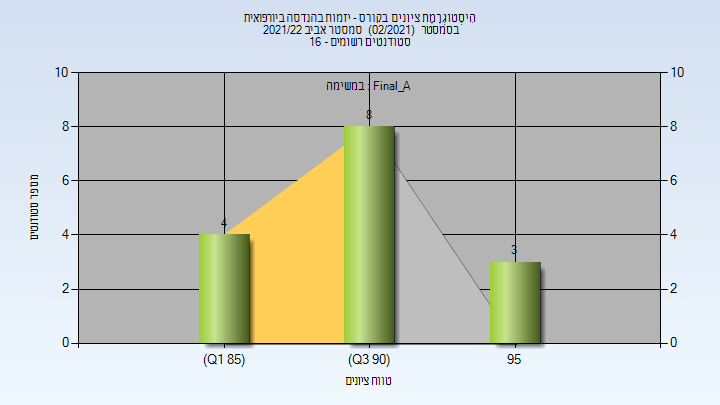 היסטוגרמת ציונים בקורס - יזמות בהנדסה ביורפואית
בסמסטר (02/2021) סמסטר אביב 2021/22
סטודנטים רשומים - 16
במשימה : Final_A
10
8
6
4
2
0
10
8
6
4
2
0
4
8
3
מספר סטודנטים
(Q1 85)
(Q3 90)
95
טווח ציונים